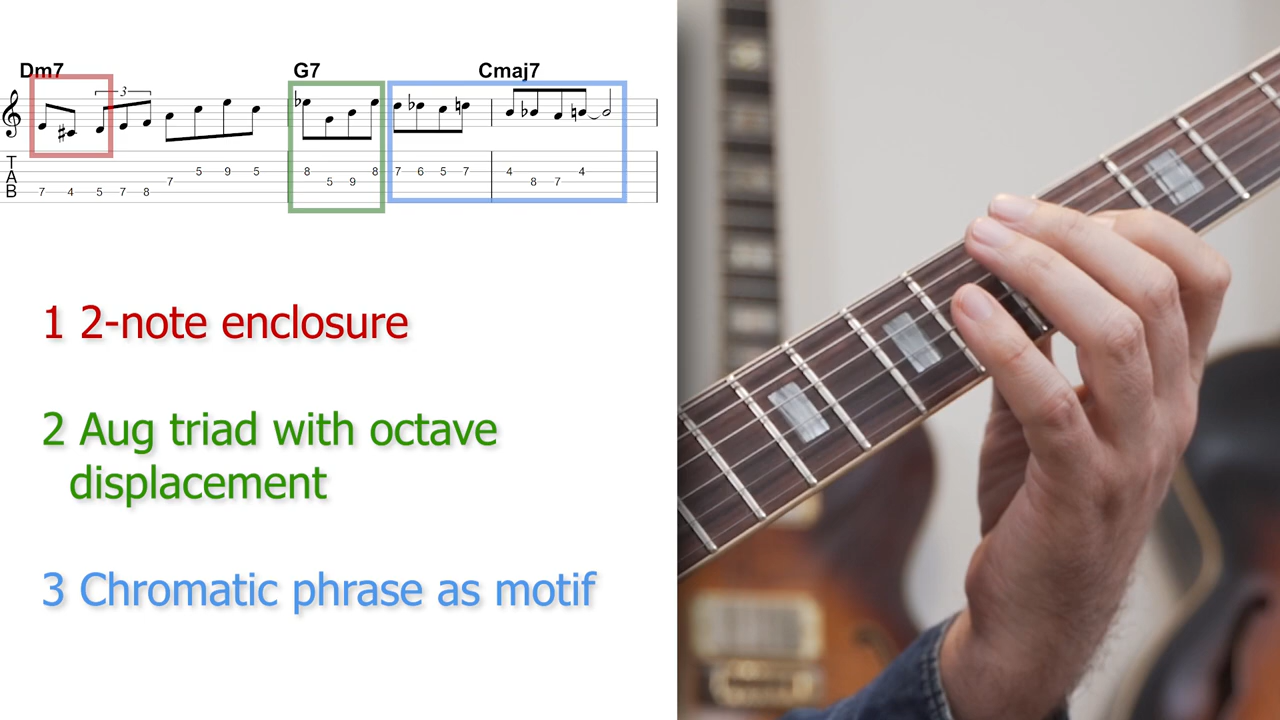 Dm7 G7 Cmaj7
3
T 5 9 5 8 8 7 6 5 7 4 4
A 7 5 9 8 7
B 7 4 5 7 8
1 2-note enclosure
2 Aug triad with octave
displacement
3 Chromatic phrase as motif